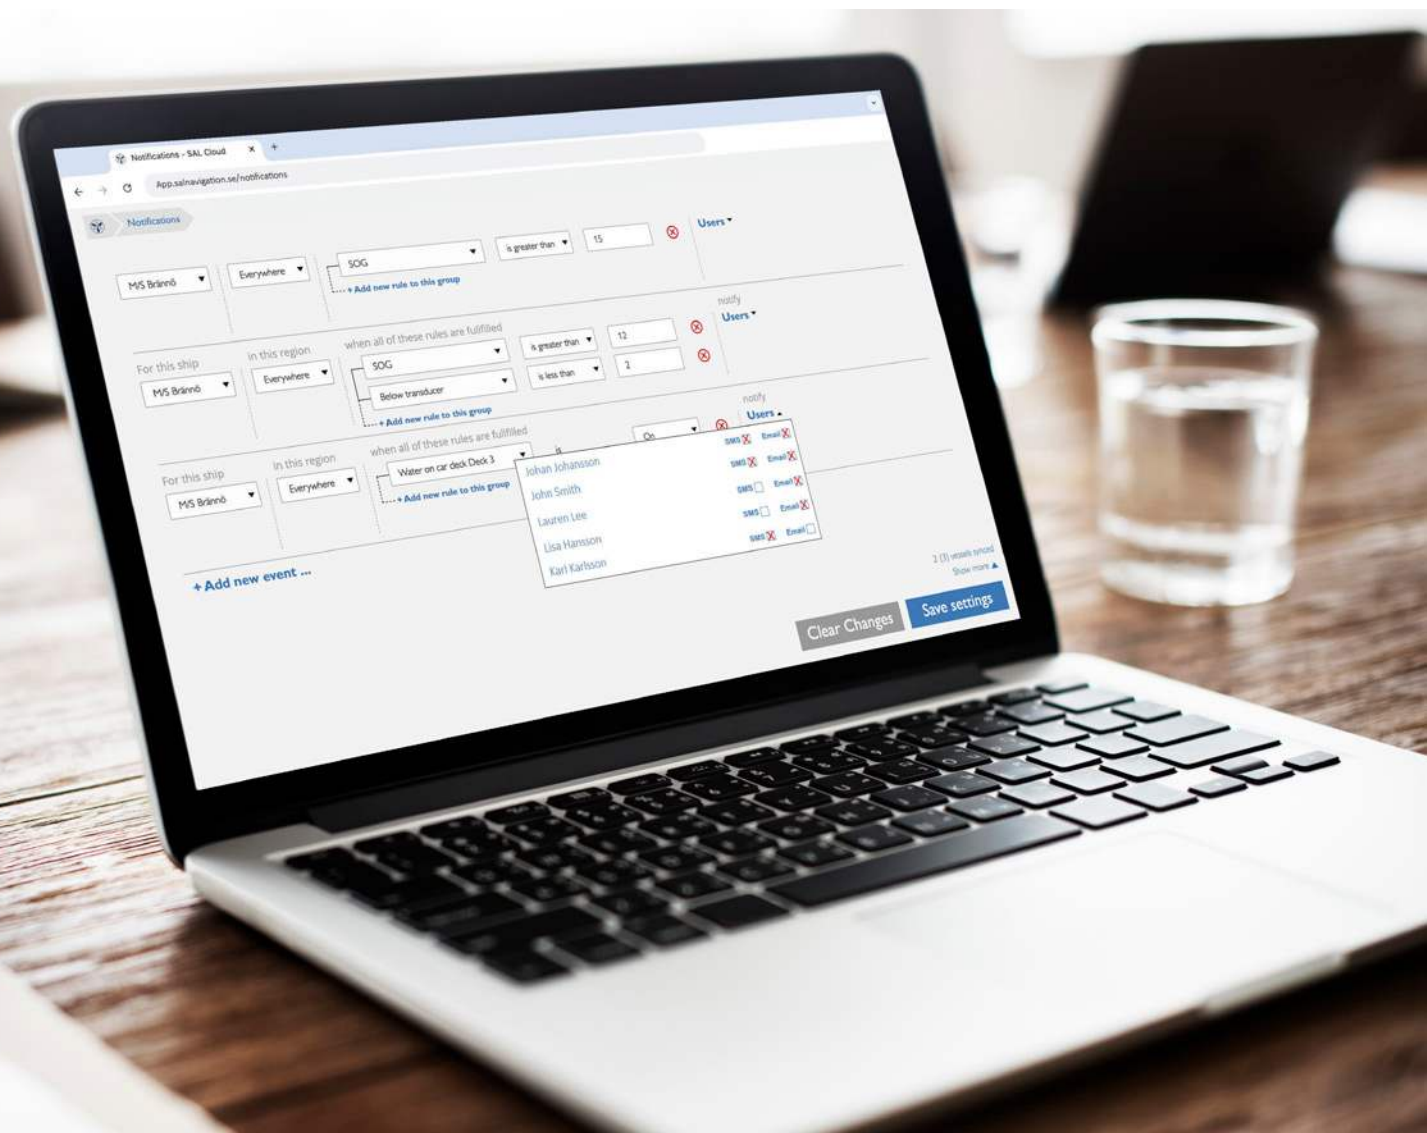 Notifications - SAL Cloud
App.salnavigation.se/notifications
Notifications
M/S Brännö Everywhere SOG is greater than 15 Users
+ Add new rule to this group
For this ship in this region when all of these rules are fullfilled notify
M/S Brännö Everywhere SOG is greater than 12 Users
Below transducer is less than 2
+ Add new rule to this group
For this ship in this region when all of these rules are fullfilled notify
M/S Brännö Everywhere Water on car deck Deck 3 is On Users
+ Add new rule to this group
Johan Johansson SMS Email
John Smith SMS Email
Lauren Lee SMS Email
Lisa Hansson SMS Email
Karl Karlsson SMS Email
+ Add new event ...
2 (3) vessels synced
Show more
Clear Changes Save settings